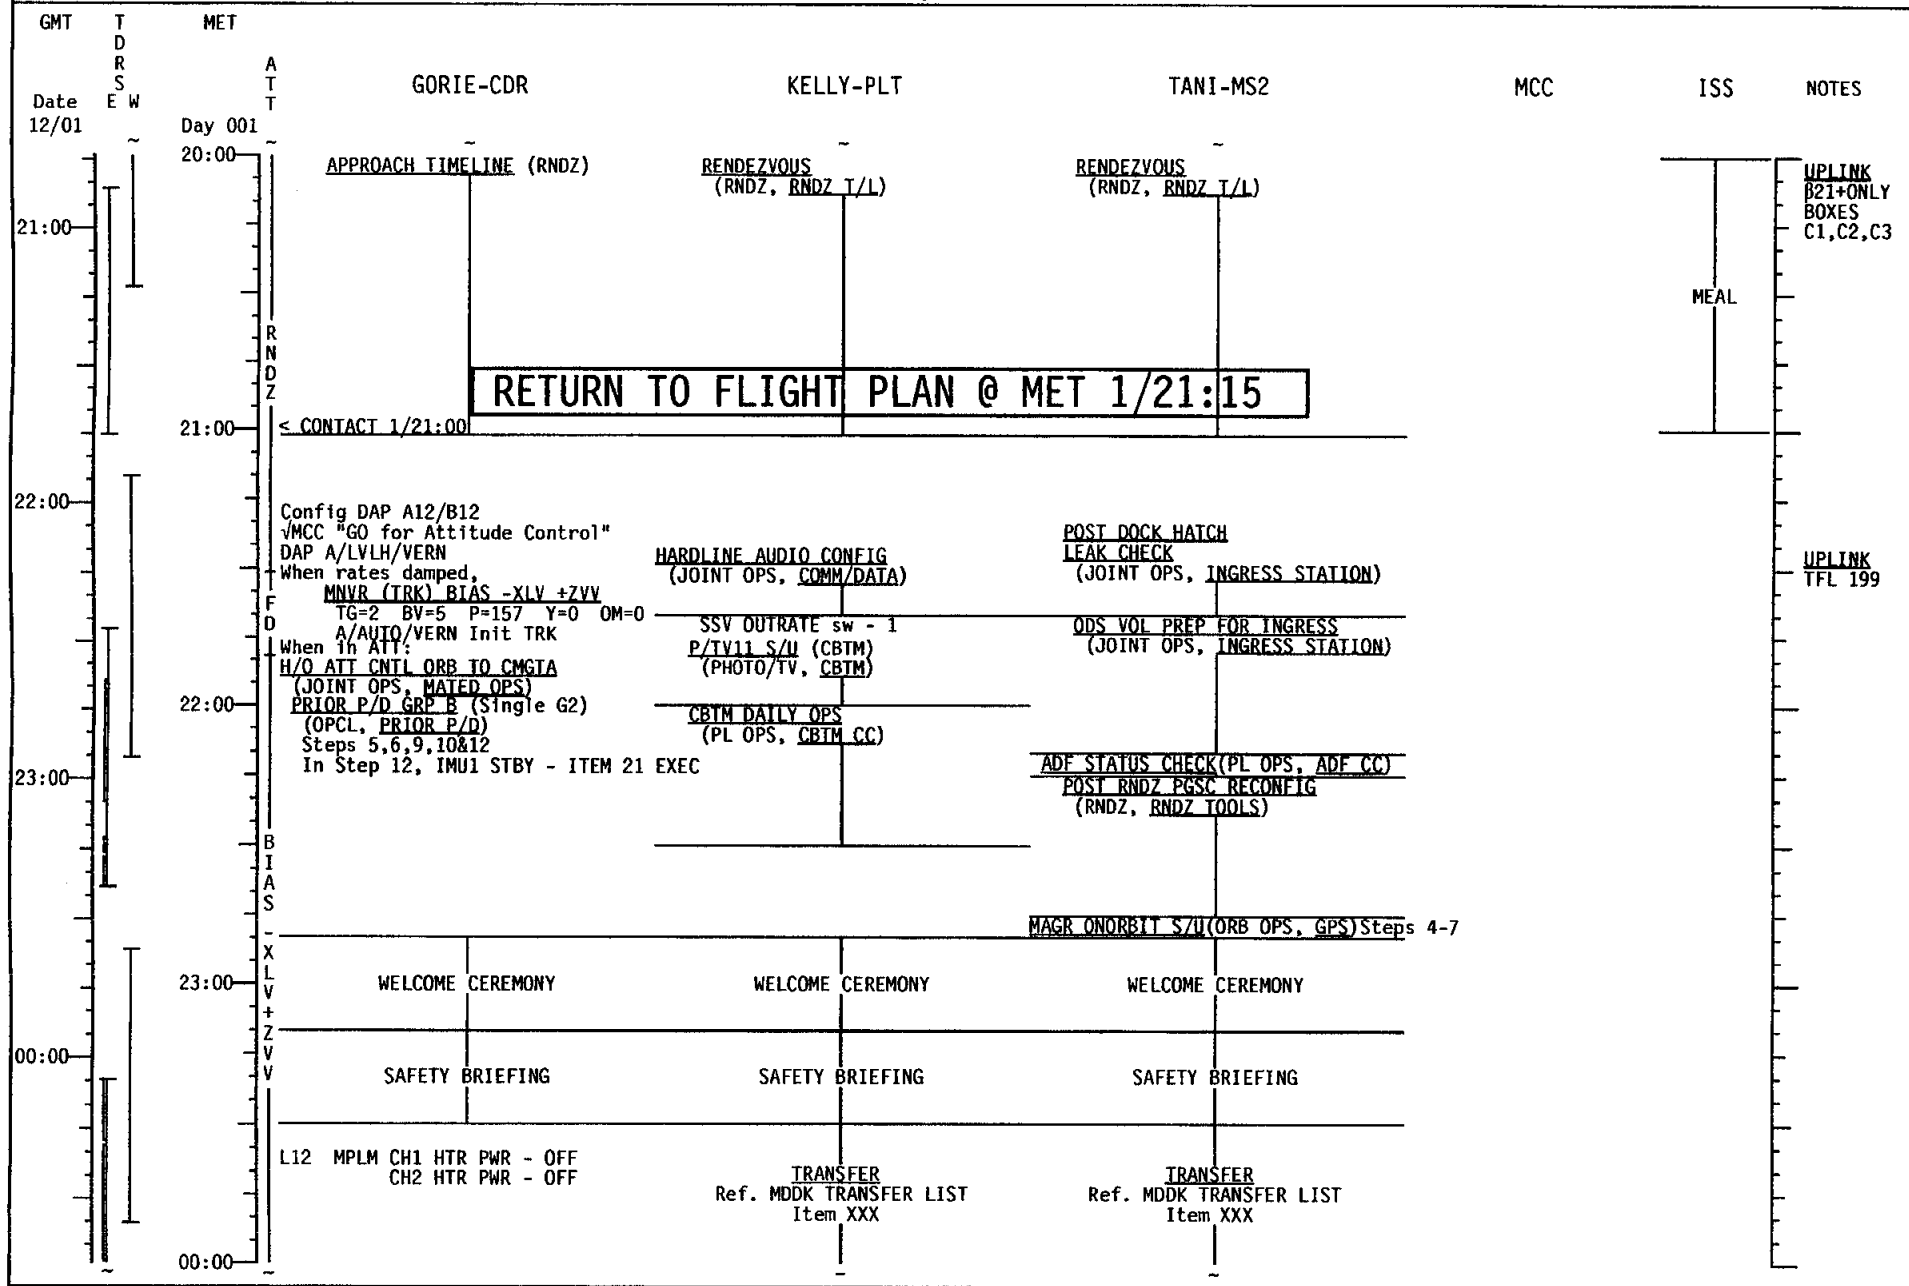 GMT
TDRS
MET
ATT
GORIE-CDR
KELLY-PLT
TANI-MS2
MCC
ISS
NOTES
Date
E W
12/01
Day 001
20:00
21:00
22:00
23:00
00:00
21:00
22:00
23:00
00:00
RNDZ
FD
BIAS -XLV+ZVV
APPROACH TIMELINE (RNDZ)
< CONTACT 1/21:00
Config DAP A12/B12
√MCC "GO for Attitude Control"
DAP A/LVLH/VERN
When rates damped,
MNVR (TRK) BIAS -XLV +ZVV
TG=2 BV=5 P=157 Y=0 OM=0
A/AUTO/VERN Init TRK
When in ATT:
H/O ATT CNTL ORB TO CMGTA
(JOINT OPS, MATED OPS)
PRIOR P/D GRP B (Single G2)
(OPCL, PRIOR P/D)
Steps 5,6,9,10&12
In Step 12, IMU1 STBY - ITEM 21 EXEC
WELCOME CEREMONY
SAFETY BRIEFING
L12 MPLM CH1 HTR PWR - OFF
CH2 HTR PWR - OFF
RENDEZVOUS
(RNDZ, RNDZ T/L)
RETURN TO FLIGHT PLAN @ MET 1/21:15
HARDLINE AUDIO CONFIG
(JOINT OPS, COMM/DATA)
SSV OUTRATE sw - 1
P/TV11 S/U (CBTM)
(PHOTO/TV, CBTM)
CBTM DAILY OPS
(PL OPS, CBTM CC)
WELCOME CEREMONY
SAFETY BRIEFING
TRANSFER
Ref. MDDK TRANSFER LIST
Item XXX
RENDEZVOUS
(RNDZ, RNDZ T/L)
POST DOCK HATCH
LEAK CHECK
(JOINT OPS, INGRESS STATION)
ODS VOL PREP FOR INGRESS
(JOINT OPS, INGRESS STATION)
ADF STATUS CHECK(PL OPS, ADF CC)
POST RNDZ PGSC RECONFIG
(RNDZ, RNDZ TOOLS)
MAGR ONORBIT S/U(ORB OPS, GPS)Steps 4-7
WELCOME CEREMONY
SAFETY BRIEFING
TRANSFER
Ref. MDDK TRANSFER LIST
Item XXX
MEAL
UPLINK
β21+ONLY
BOXES
C1,C2,C3
UPLINK
TFL 199